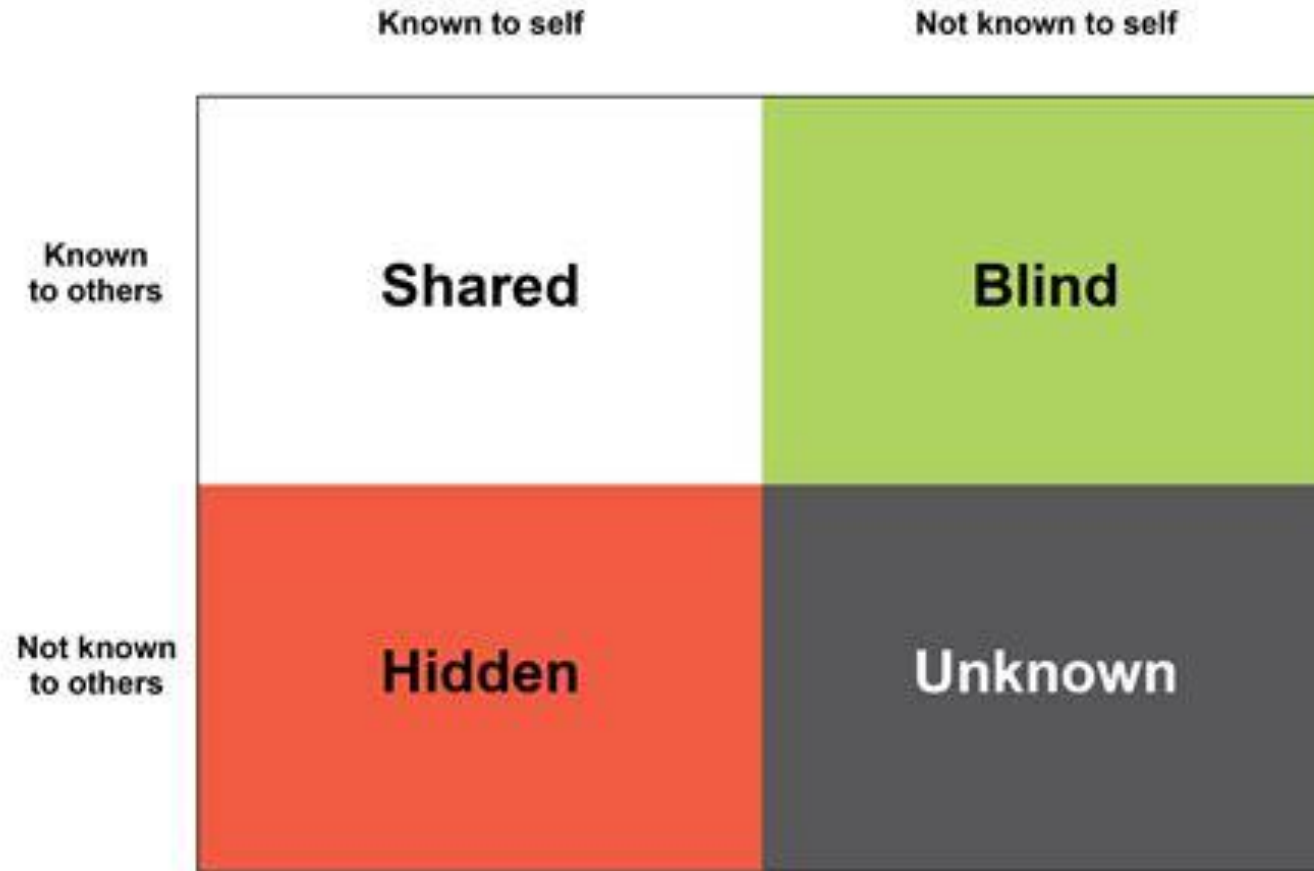 Known to self
Not known to self
Known
to others
Shared
Blind
Not known
to others
Hidden
Unknown